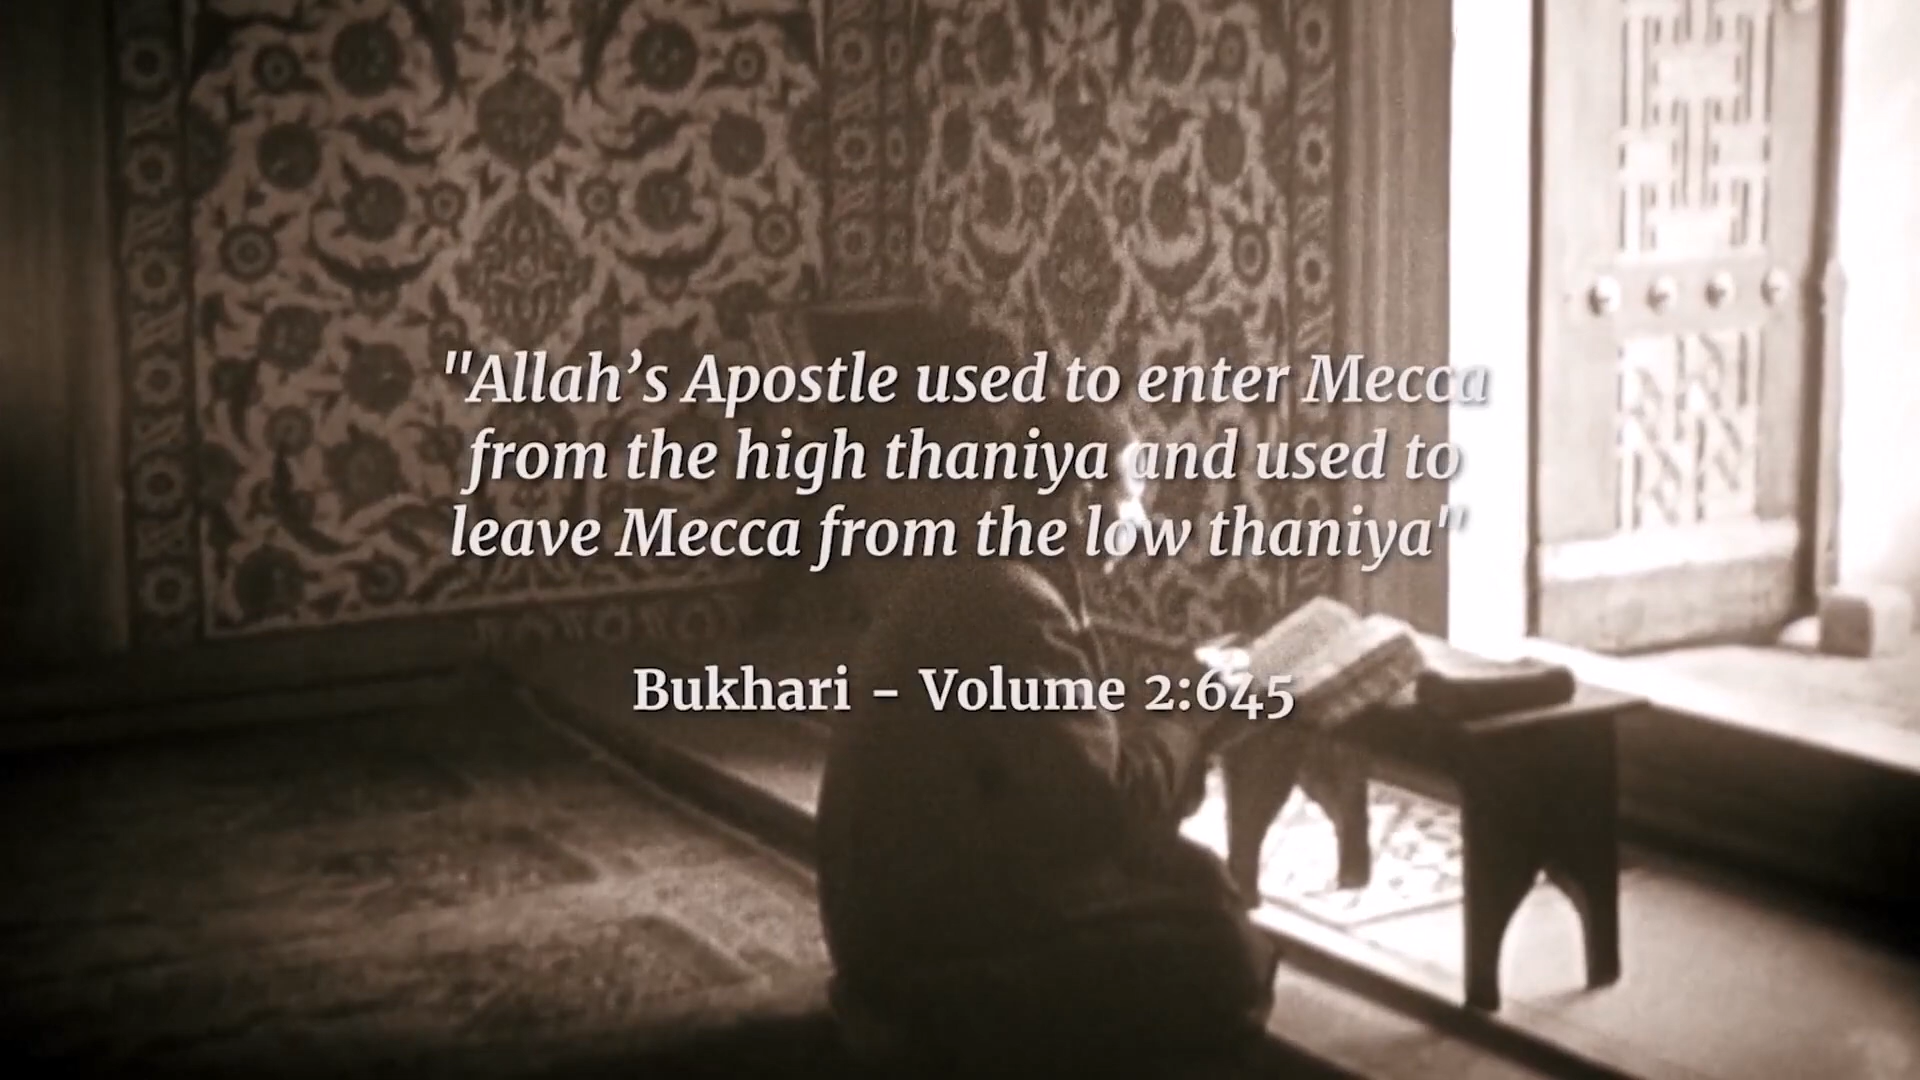 "Allah’s Apostle used to enter Mecca
from the high thaniya and used to
leave Mecca from the low thaniya"
Bukhari – Volume 2:645